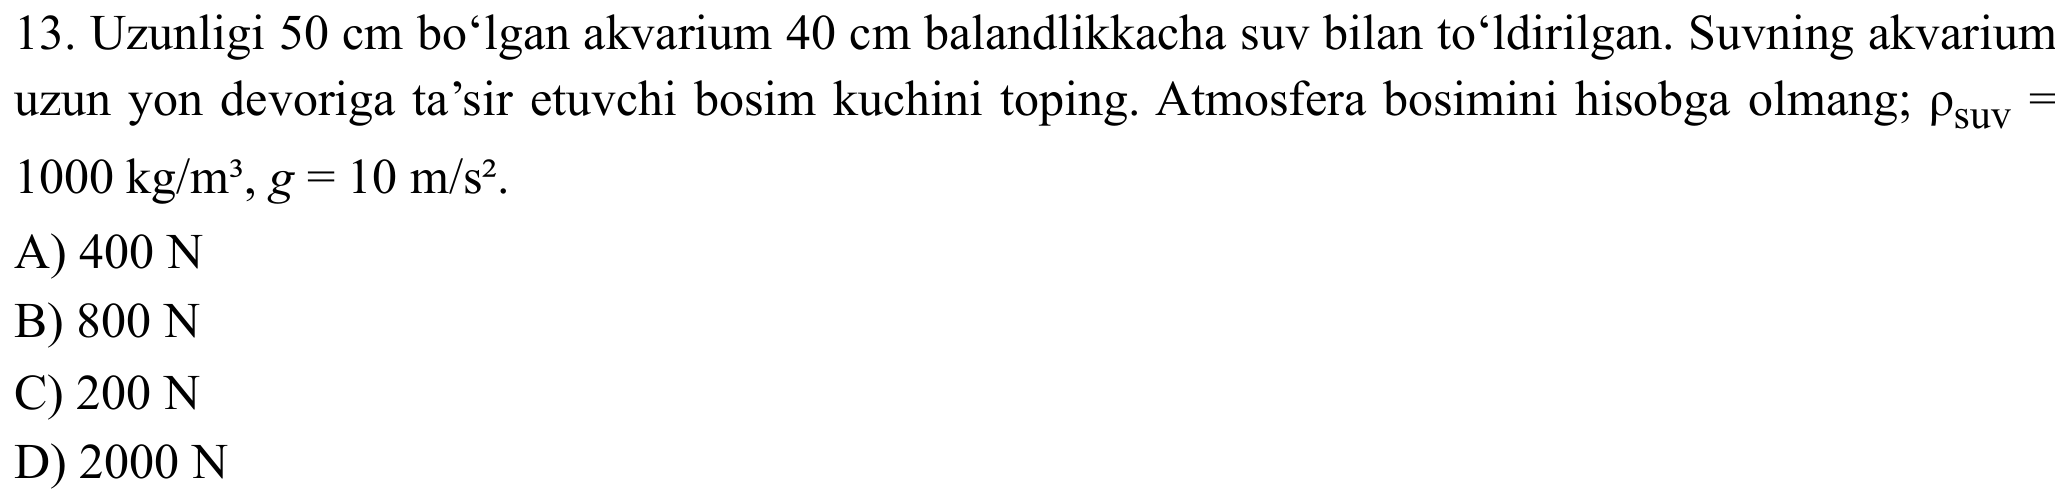 13. Uzunligi 50 cm bo‘lgan akvarium 40 cm balandlikkacha suv bilan to‘ldirilgan. Suvning akvarium
uzun yon devoriga ta’sir etuvchi bosim kuchini toping. Atmosfera bosimini hisobga olmang; ρsuv =
1000 kg/m³, g = 10 m/s².
A) 400 N
B) 800 N
C) 200 N
D) 2000 N